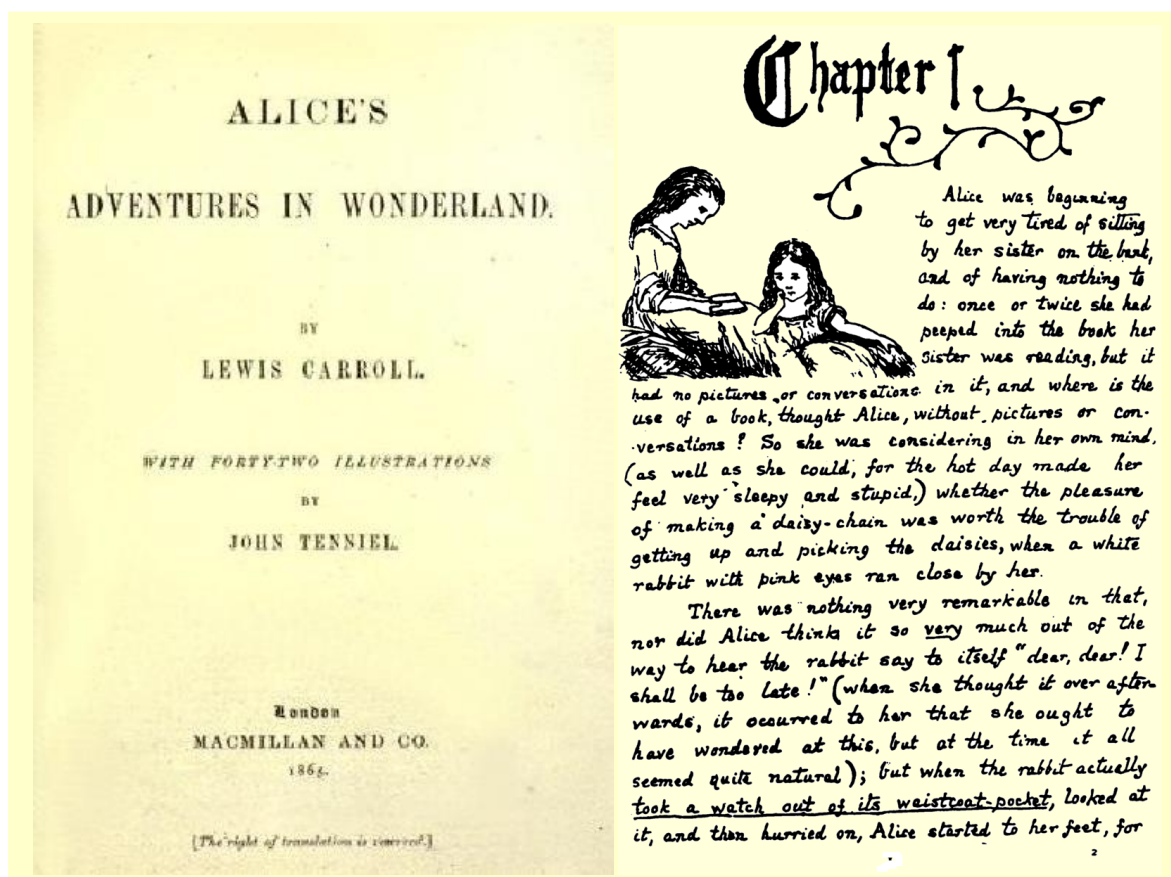 ALICE'S
ADVENTURES IN WONDERLAND.
BY
LEWIS CARROLL.
WITH FORTY-TWO ILLUSTRATIONS
BY
JOHN TENNIEL.
London
MACMILLAN AND CO.
1865.
[The right of translation is reserved.]
Chapter I
Alice was beginning
to get very tired of sitting
by her sister on the bank,
and of having nothing to
do: once or twice she had
peeped into the book her
sister was reading, but it
had no pictures or conversations in it, and where is the
use of a book, thought Alice, without pictures or con-
-versations? So she was considering in her own mind,
(as well as she could, for the hot day made her
feel very sleepy and stupid,) whether the pleasure
of making a daisy-chain was worth the trouble of
getting up and picking the daisies, when a white
rabbit with pink eyes ran close by her.
There was nothing very remarkable in that,
nor did Alice think it so very much out of the
way to hear the rabbit say to itself "dear, dear! I
shall be too late!" (when she thought it over after-
wards, it occurred to her that she ought to
have wondered at this, but at the time it all
seemed quite natural); but when the rabbit actually
took a watch out of its waistcoat-pocket, looked at
it, and then hurried on, Alice started to her feet, for
2